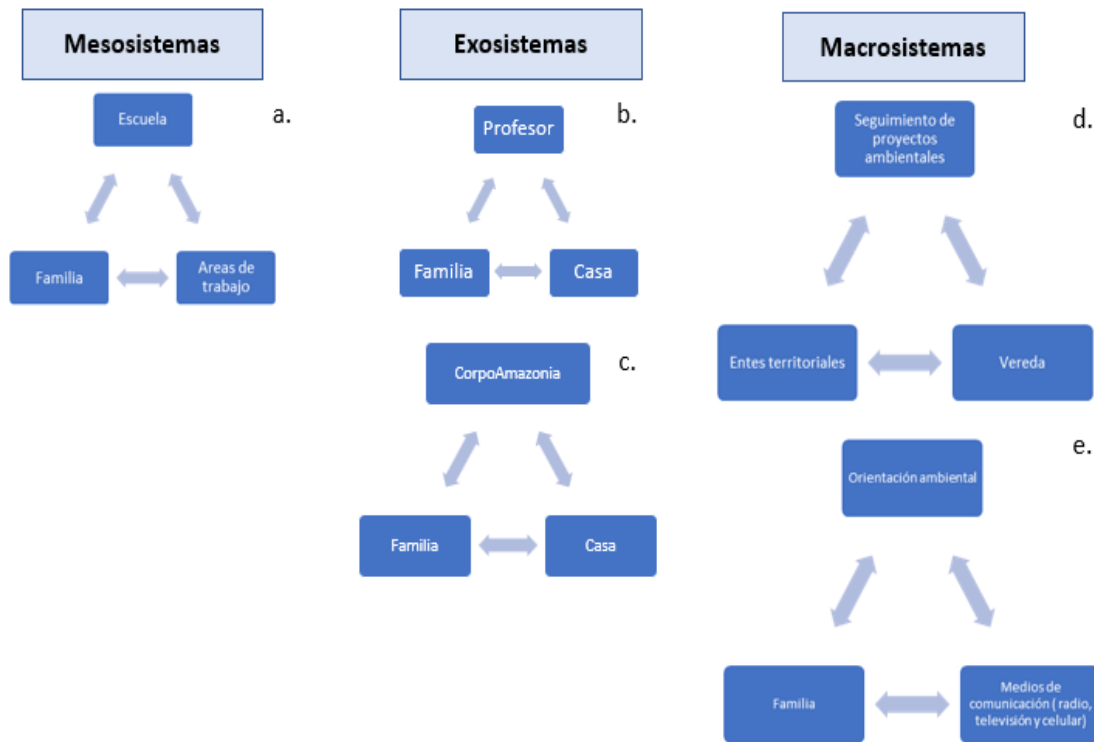 Mesosistemas
Escuela
a.
Familia
Areas de
trabajo
Exosistemas
Profesor
b.
Familia
Casa
CorpoAmazonia
c.
Familia
Casa
Macrosistemas
Seguimiento de
proyectos
ambientales
d.
Entes territoriales
Vereda
e.
Orientación ambiental
Familia
Medios de
comunicación ( radio,
televisión y celular)